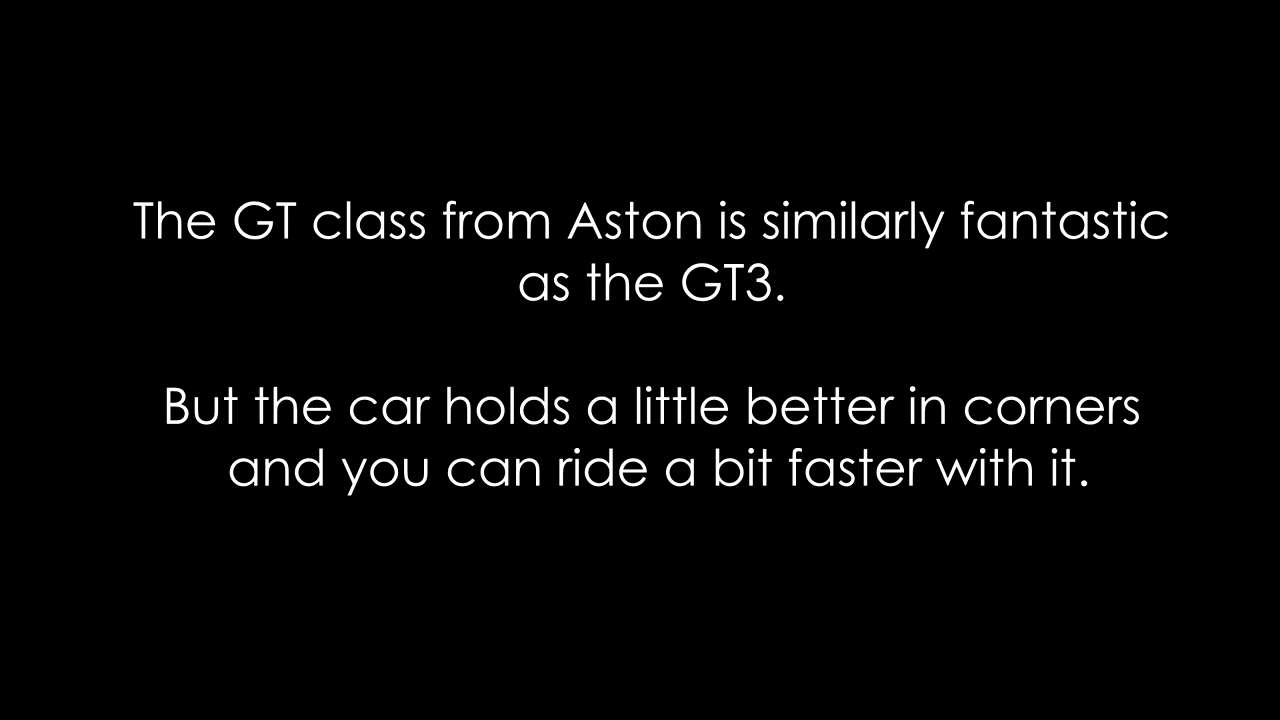 The GT class from Aston is similarly fantastic
as the GT3.
But the car holds a little better in corners
and you can ride a bit faster with it.